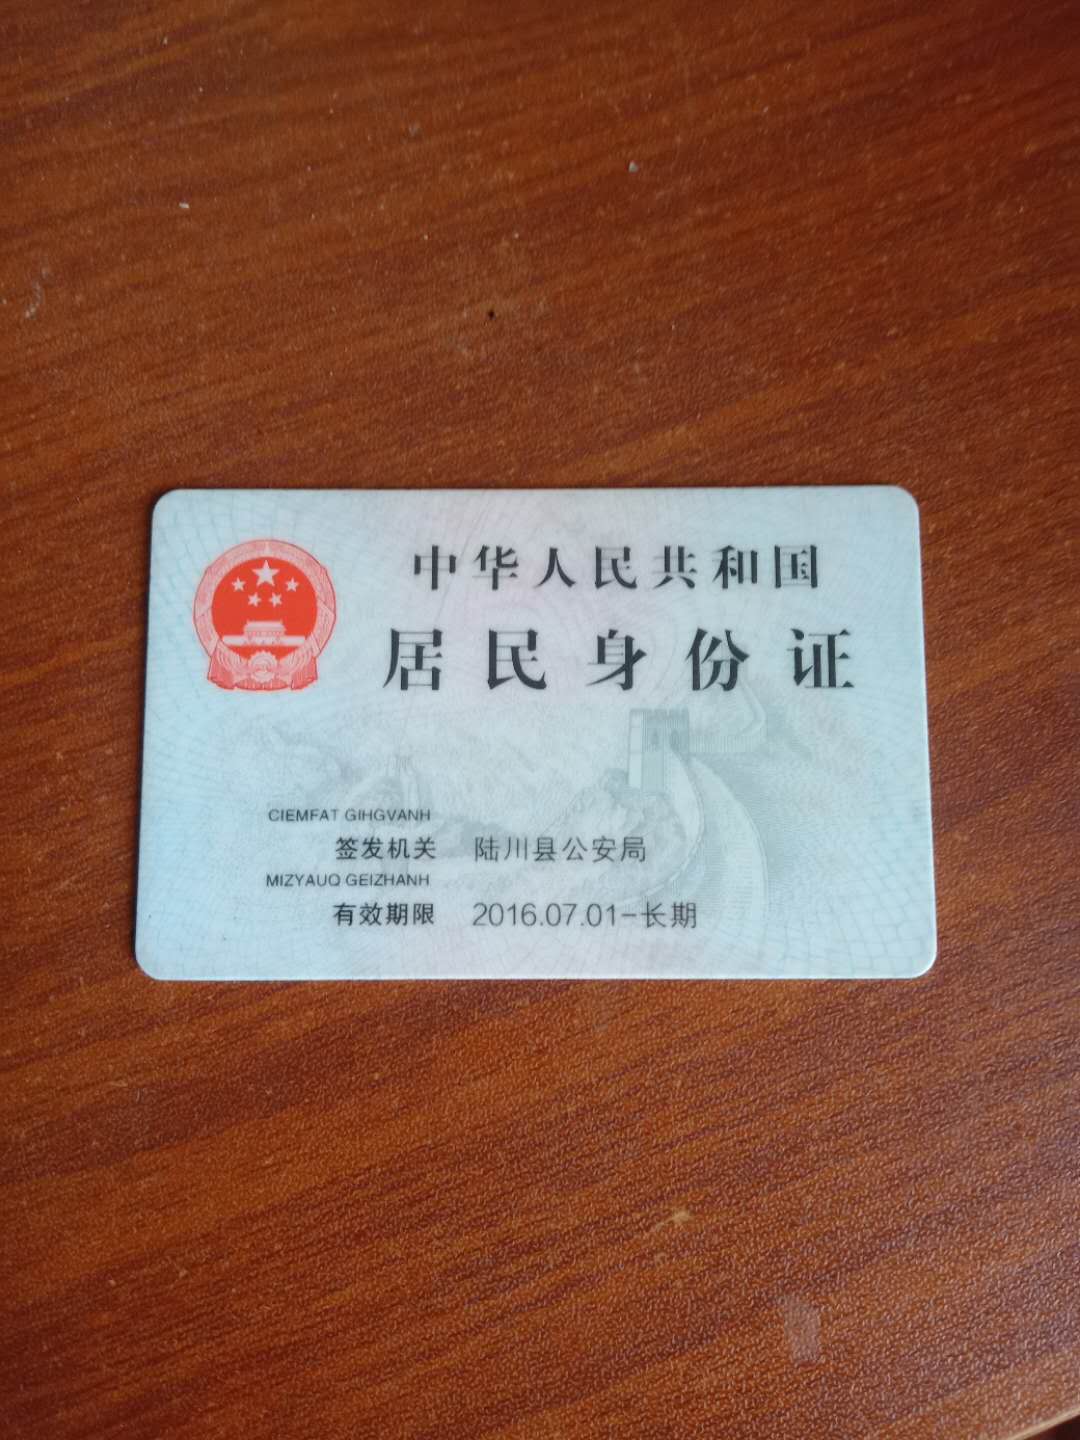 中华人民共和国
居民身份证
CIEMFAT GIHGVANH
签发机关 陆川县公安局
MIZYAUQ GEIZHANH
有效期限 2016.07.01-长期